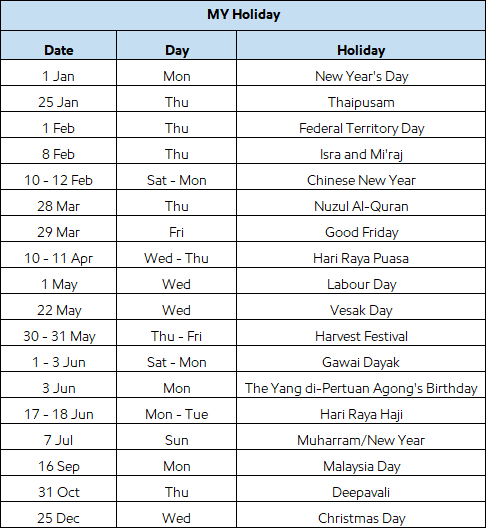 MY Holiday
Date Day Holiday
1 Jan Mon New Year's Day
25 Jan Thu Thaipusam
1 Feb Thu Federal Territory Day
8 Feb Thu Isra and Mi'raj
10 - 12 Feb Sat - Mon Chinese New Year
28 Mar Thu Nuzul Al-Quran
29 Mar Fri Good Friday
10 - 11 Apr Wed - Thu Hari Raya Puasa
1 May Wed Labour Day
22 May Wed Vesak Day
30 - 31 May Thu - Fri Harvest Festival
1 - 3 Jun Sat - Mon Gawai Dayak
3 Jun Mon The Yang di-Pertuan Agong's Birthday
17 - 18 Jun Mon - Tue Hari Raya Haji
7 Jul Sun Muharram/New Year
16 Sep Mon Malaysia Day
31 Oct Thu Deepavali
25 Dec Wed Christmas Day